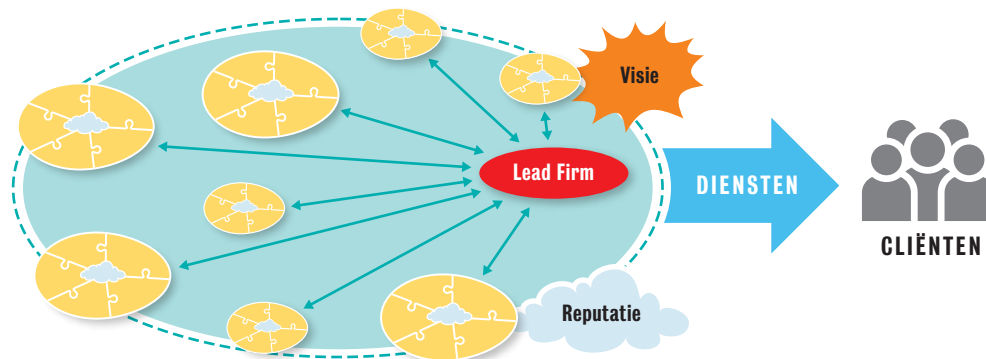 Visie
Lead Firm
DIENSTEN
CLIËNTEN
Reputatie